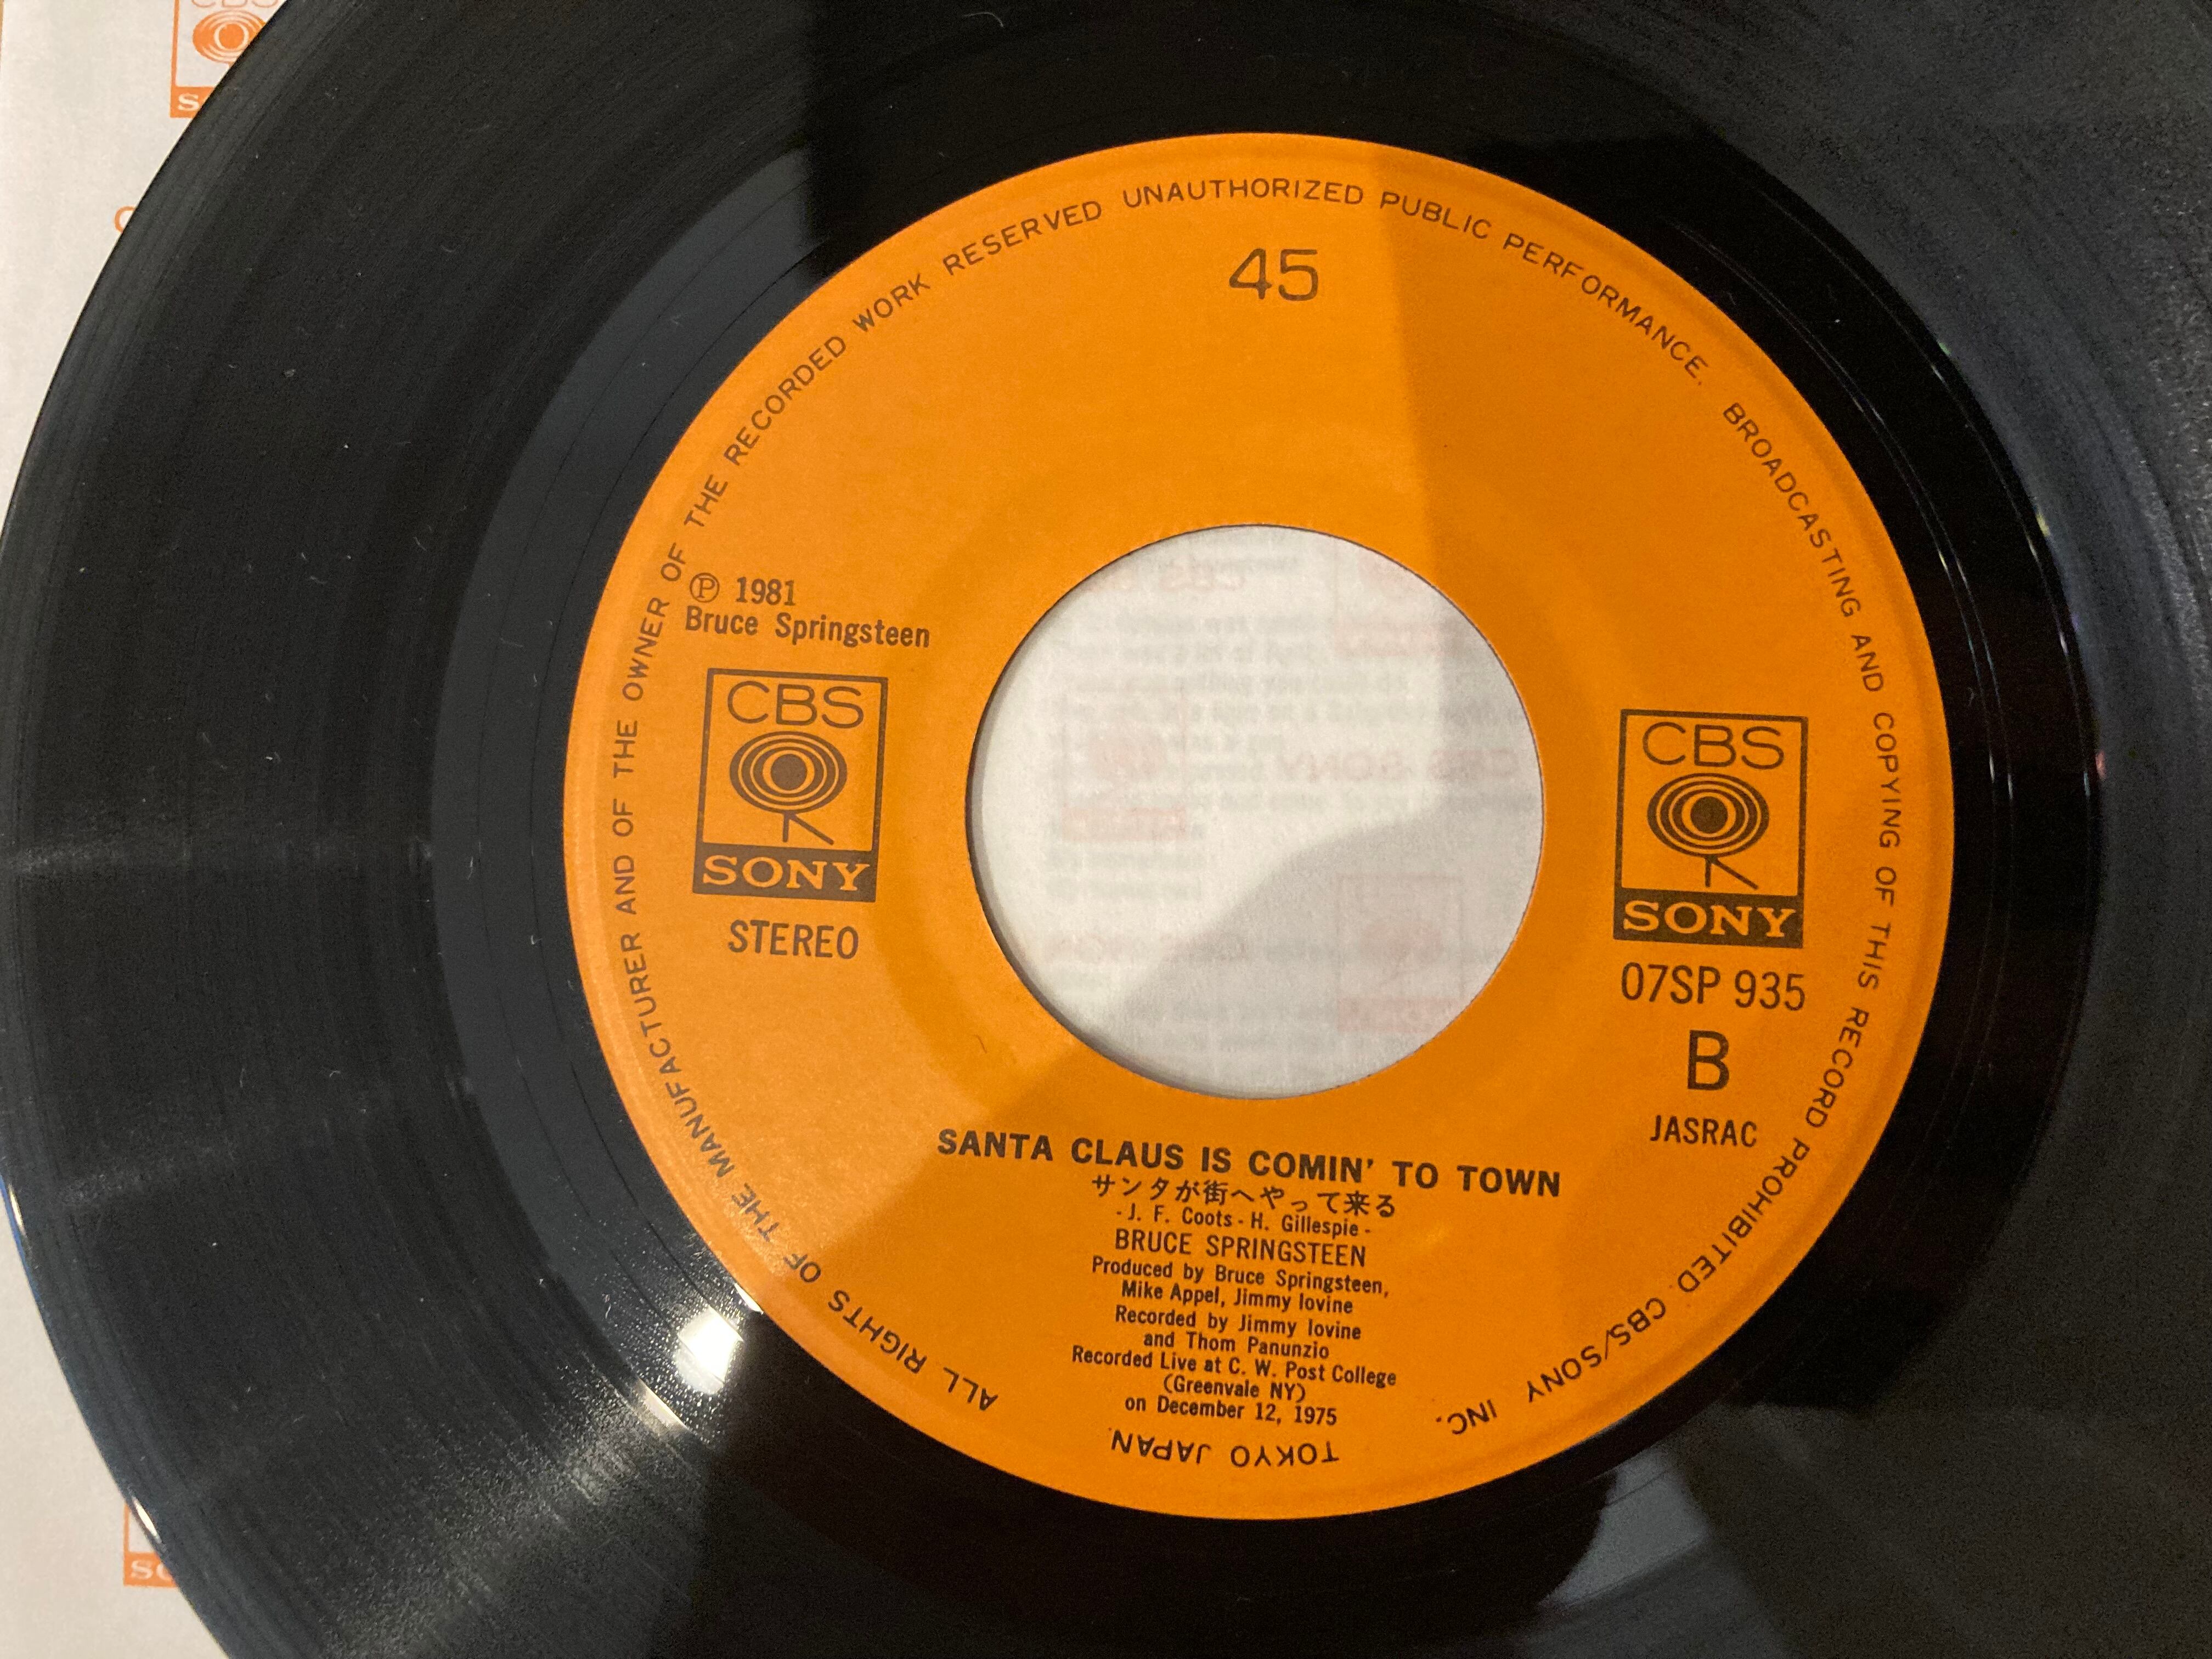 45
ALL RIGHTS OF THE MANUFACTURER AND OF THE OWNER OF THE RECORDED WORK RESERVED UNAUTHORIZED PUBLIC PERFORMANCE. BROADCASTING AND COPYING OF THIS RECORD PROHIBITED. CBS/SONY INC.
TOKYO JAPAN.
Ⓟ 1981
Bruce Springsteen
CBS
SONY
STEREO
CBS
SONY
07SP 935
B
JASRAC
SANTA CLAUS IS COMIN' TO TOWN
サンタが街へやって来る
- J. F. Coots - H. Gillespie -
BRUCE SPRINGSTEEN
Produced by Bruce Springsteen,
Mike Appel, Jimmy Iovine
Recorded by Jimmy Iovine
and Thom Panunzio
Recorded Live at C. W. Post College
(Greenvale NY)
on December 12, 1975
CBS
CBS SONY